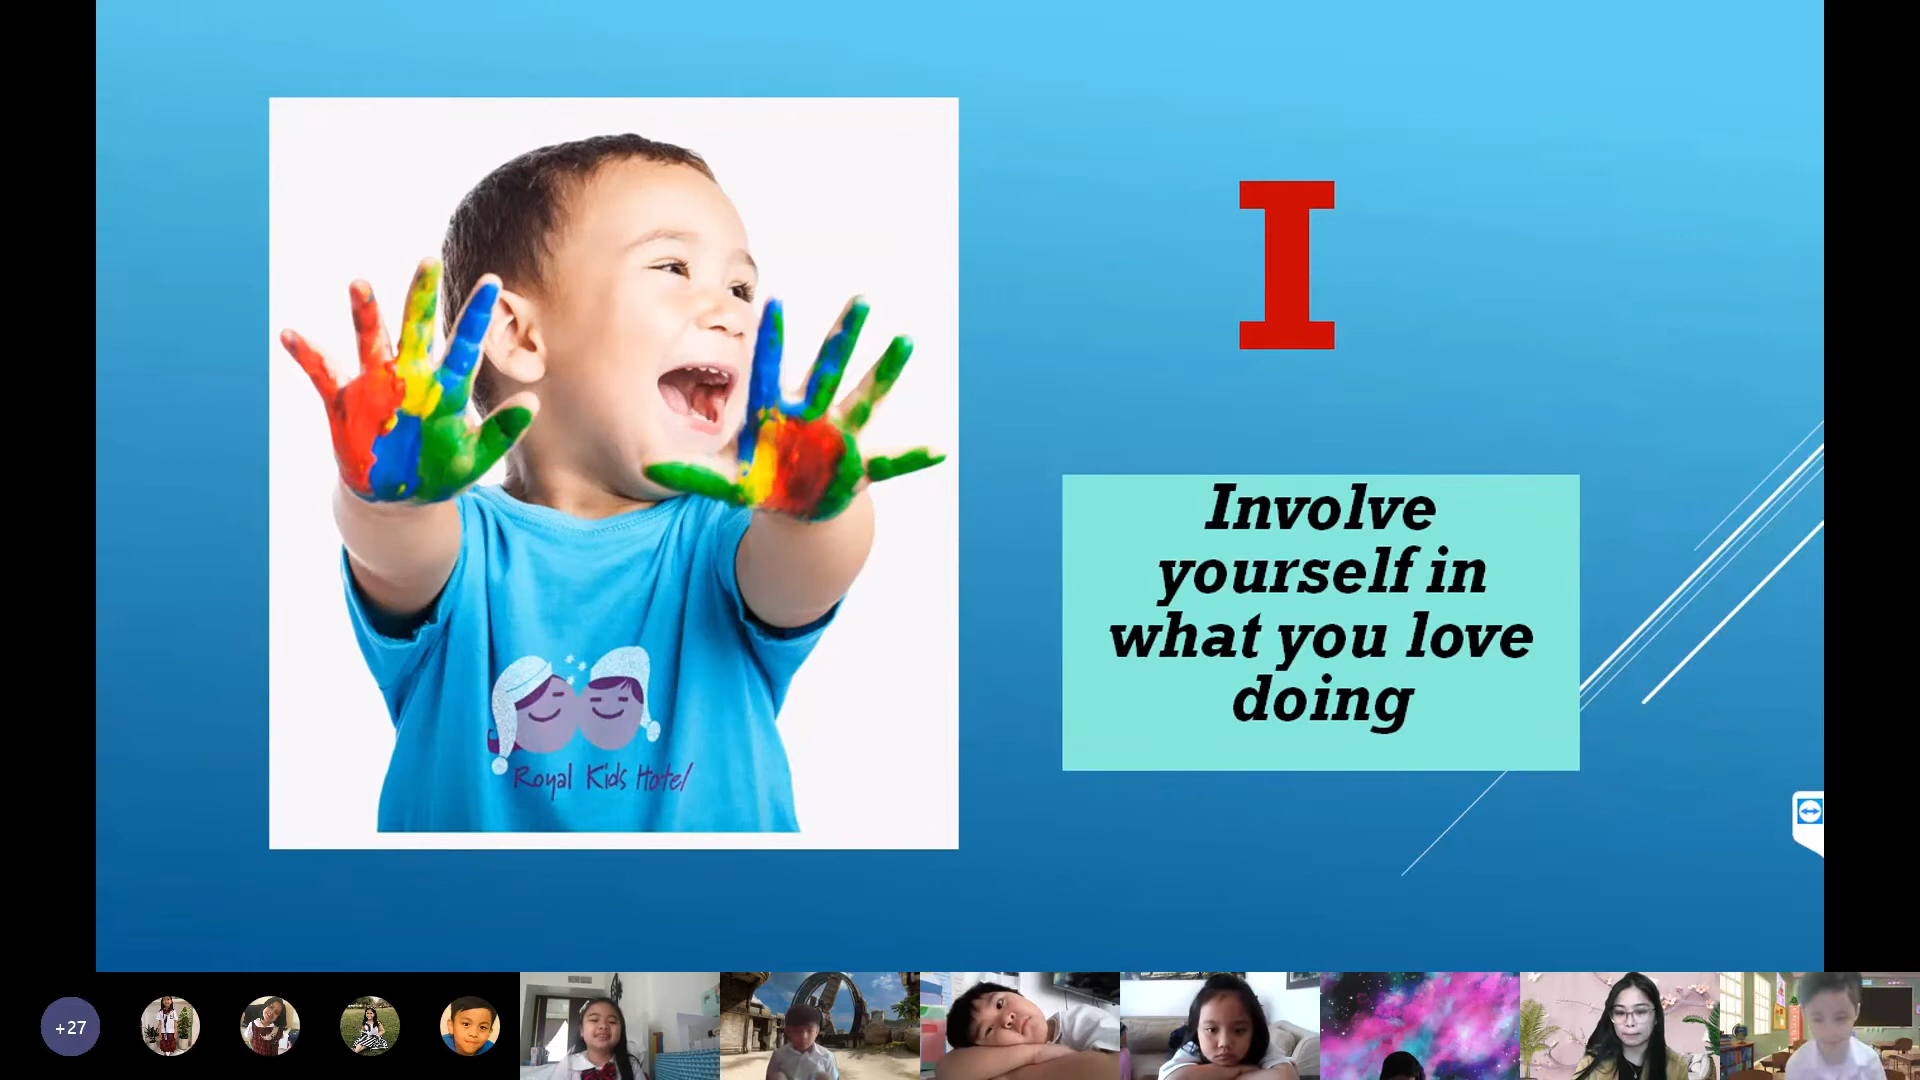 I
Involve
yourself in
what you love
doing
Royal Kids Hotel
+27